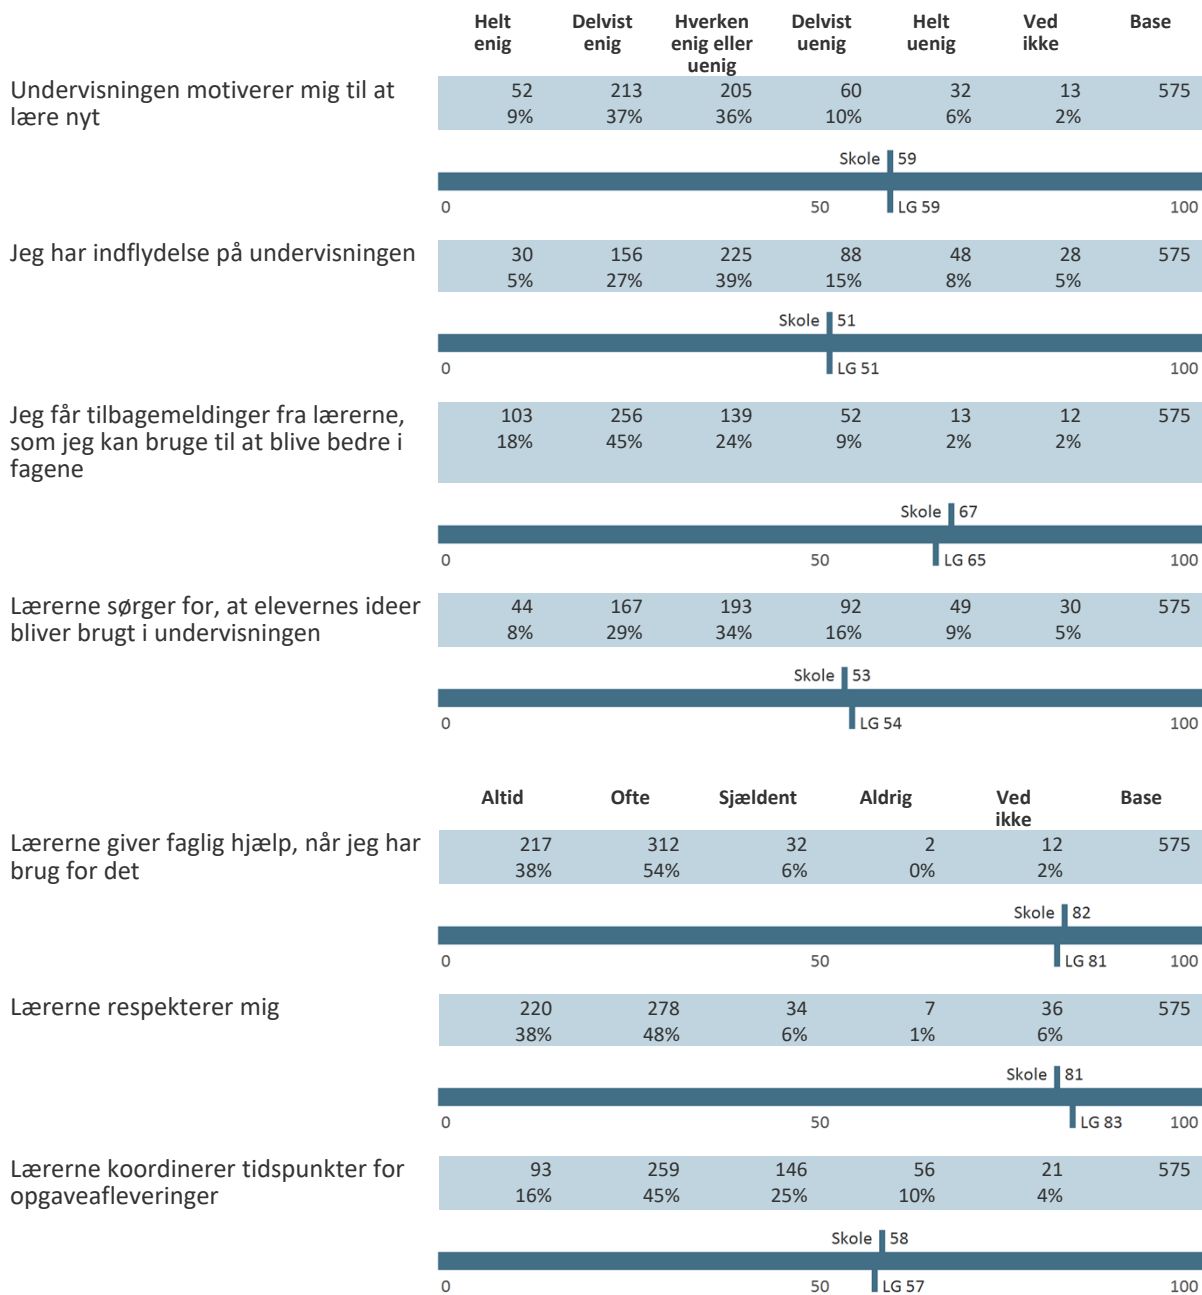 Helt Delvist Hverken Delvist Helt Ved Base
enig enig enig eller uenig uenig ikke
uenig
Undervisningen motiverer mig til at 52 213 205 60 32 13 575
lære nyt 9% 37% 36% 10% 6% 2%
Skole 59
0 50 LG 59 100
Jeg har indflydelse på undervisningen 30 156 225 88 48 28 575
5% 27% 39% 15% 8% 5%
Skole 51
0 LG 51 100
Jeg får tilbagemeldinger fra lærerne, 103 256 139 52 13 12 575
som jeg kan bruge til at blive bedre i 18% 45% 24% 9% 2% 2%
fagene
Skole 67
0 50 LG 65 100
Lærerne sørger for, at elevernes ideer 44 167 193 92 49 30 575
bliver brugt i undervisningen 8% 29% 34% 16% 9% 5%
Skole 53
0 LG 54 100
Altid Ofte Sjældent Aldrig Ved Base
ikke
Lærerne giver faglig hjælp, når jeg har 217 312 32 2 12 575
brug for det 38% 54% 6% 0% 2%
Skole 82
0 50 LG 81 100
Lærerne respekterer mig 220 278 34 7 36 575
38% 48% 6% 1% 6%
Skole 81
0 50 LG 83 100
Lærerne koordinerer tidspunkter for 93 259 146 56 21 575
opgaveafleveringer 16% 45% 25% 10% 4%
Skole 58
0 50 LG 57 100